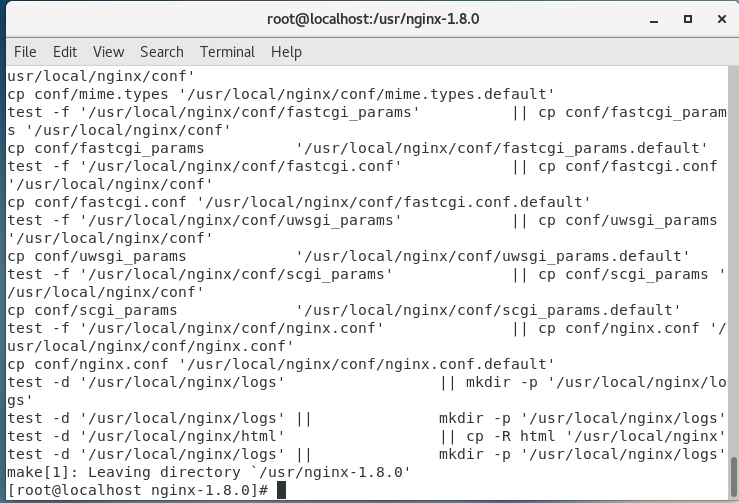 root@localhost:/usr/nginx-1.8.0
File Edit View Search Terminal Help
usr/local/nginx/conf'
cp conf/mime.types '/usr/local/nginx/conf/mime.types.default'
test -f '/usr/local/nginx/conf/fastcgi_params'          || cp conf/fastcgi_param
s '/usr/local/nginx/conf'
cp conf/fastcgi_params          '/usr/local/nginx/conf/fastcgi_params.default'
test -f '/usr/local/nginx/conf/fastcgi.conf'            || cp conf/fastcgi.conf
'/usr/local/nginx/conf'
cp conf/fastcgi.conf '/usr/local/nginx/conf/fastcgi.conf.default'
test -f '/usr/local/nginx/conf/uwsgi_params'            || cp conf/uwsgi_params
'/usr/local/nginx/conf'
cp conf/uwsgi_params            '/usr/local/nginx/conf/uwsgi_params.default'
test -f '/usr/local/nginx/conf/scgi_params'             || cp conf/scgi_params '
/usr/local/nginx/conf'
cp conf/scgi_params             '/usr/local/nginx/conf/scgi_params.default'
test -f '/usr/local/nginx/conf/nginx.conf'              || cp conf/nginx.conf '/
usr/local/nginx/conf/nginx.conf'
cp conf/nginx.conf '/usr/local/nginx/conf/nginx.conf.default'
test -d '/usr/local/nginx/logs'                 || mkdir -p '/usr/local/nginx/lo
gs'
test -d '/usr/local/nginx/logs' ||              mkdir -p '/usr/local/nginx/logs'
test -d '/usr/local/nginx/html'                 || cp -R html '/usr/local/nginx'
test -d '/usr/local/nginx/logs' ||              mkdir -p '/usr/local/nginx/logs'
make[1]: Leaving directory `/usr/nginx-1.8.0'
[root@localhost nginx-1.8.0]#